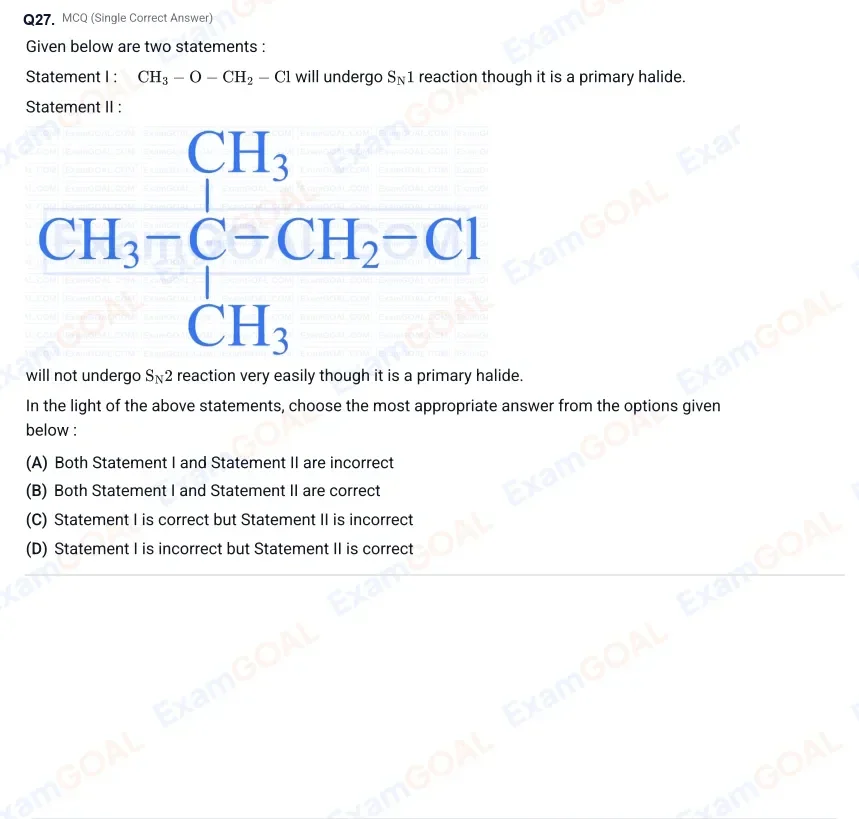 Q27. MCQ (Single Correct Answer)
Given below are two statements :
Statement I : CH₃ − O − CH₂ − Cl will undergo Sₙ1 reaction though it is a primary halide.
Statement II :
CH₃
|
CH₃−C−CH₂−Cl
|
CH₃
will not undergo Sₙ2 reaction very easily though it is a primary halide.
In the light of the above statements, choose the most appropriate answer from the options given
below :
(A) Both Statement I and Statement II are incorrect
(B) Both Statement I and Statement II are correct
(C) Statement I is correct but Statement II is incorrect
(D) Statement I is incorrect but Statement II is correct